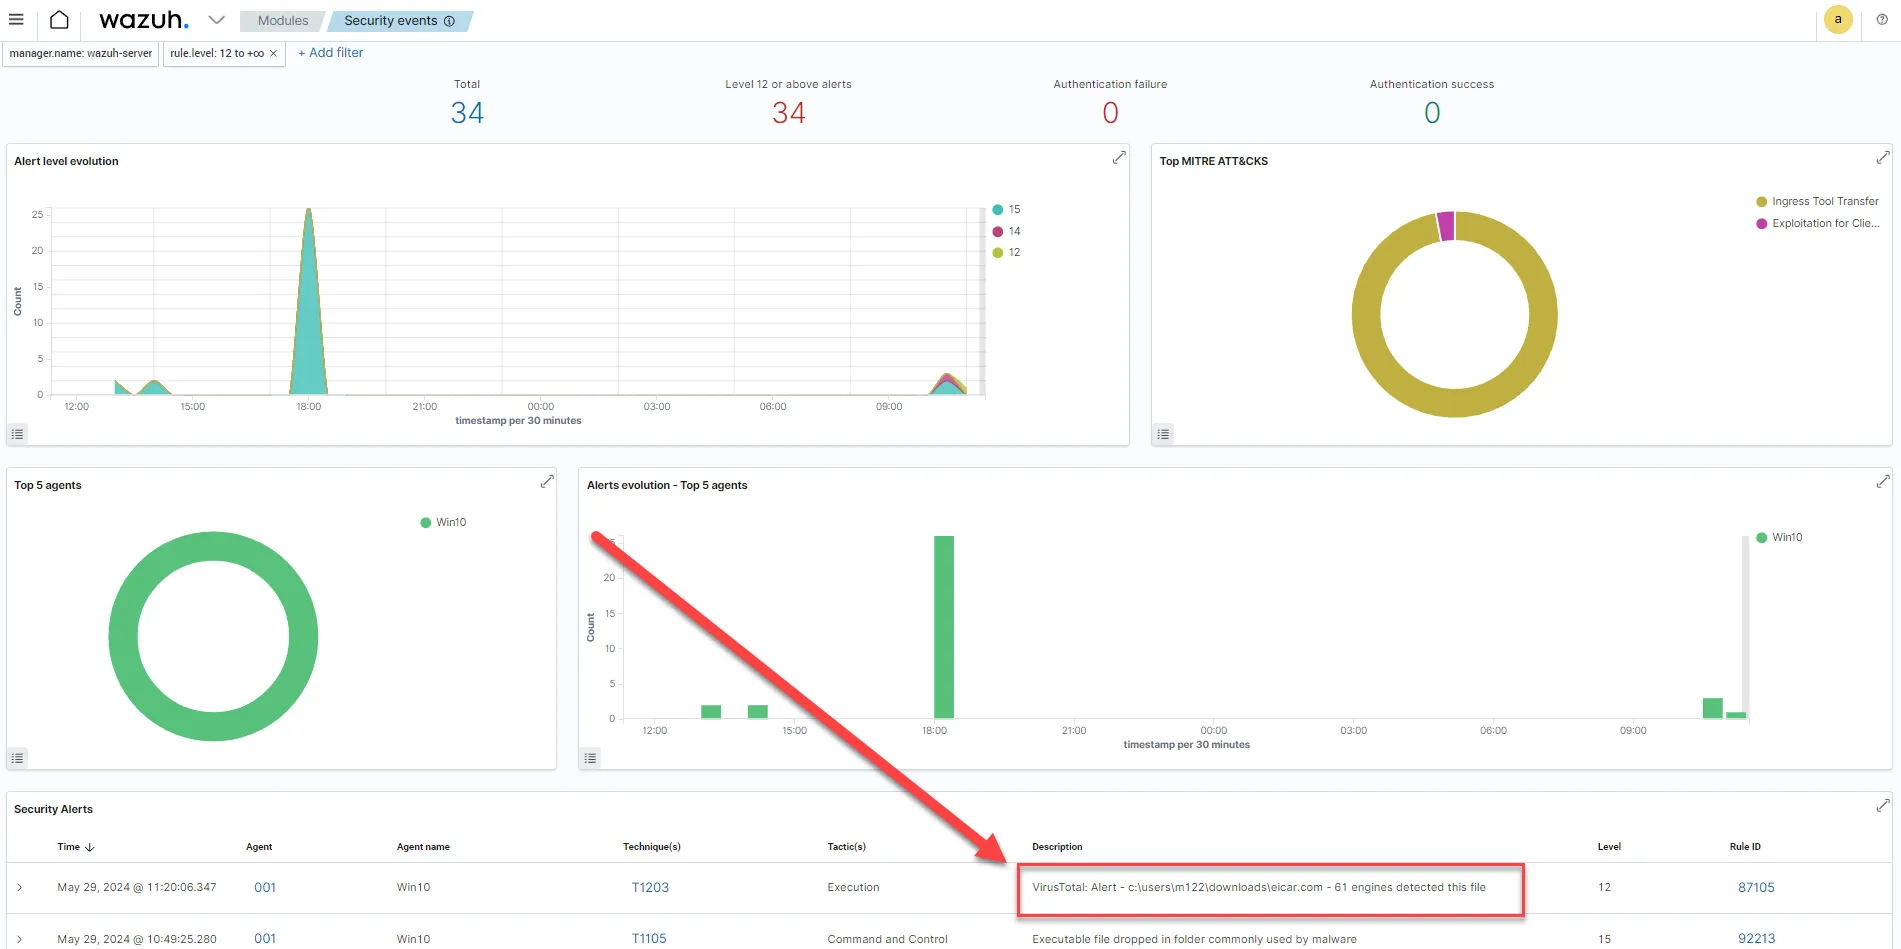 wazuh.
Modules
Security events
a
manager.name: wazuh-server
rule.level: 12 to +∞ ×
+ Add filter
Total
34
Level 12 or above alerts
34
Authentication failure
0
Authentication success
0
Alert level evolution
25
20
15
10
5
0
Count
12:00
15:00
18:00
21:00
00:00
03:00
06:00
09:00
timestamp per 30 minutes
15
14
12
Top MITRE ATT&CKS
Ingress Tool Transfer
Exploitation for Clie...
Top 5 agents
Win10
Alerts evolution - Top 5 agents
20
15
10
5
0
Count
12:00
15:00
18:00
21:00
00:00
03:00
06:00
09:00
timestamp per 30 minutes
Win10
Security Alerts
Time Agent Agent name Technique(s) Tactic(s) Description Level Rule ID
May 29, 2024 @ 11:20:06.347 001 Win10 T1203 Execution VirusTotal: Alert - c:\users\m122\downloads\eicar.com - 61 engines detected this file 12 87105
May 29, 2024 @ 10:49:25.280 001 Win10 T1105 Command and Control Executable file dropped in folder commonly used by malware 15 92213